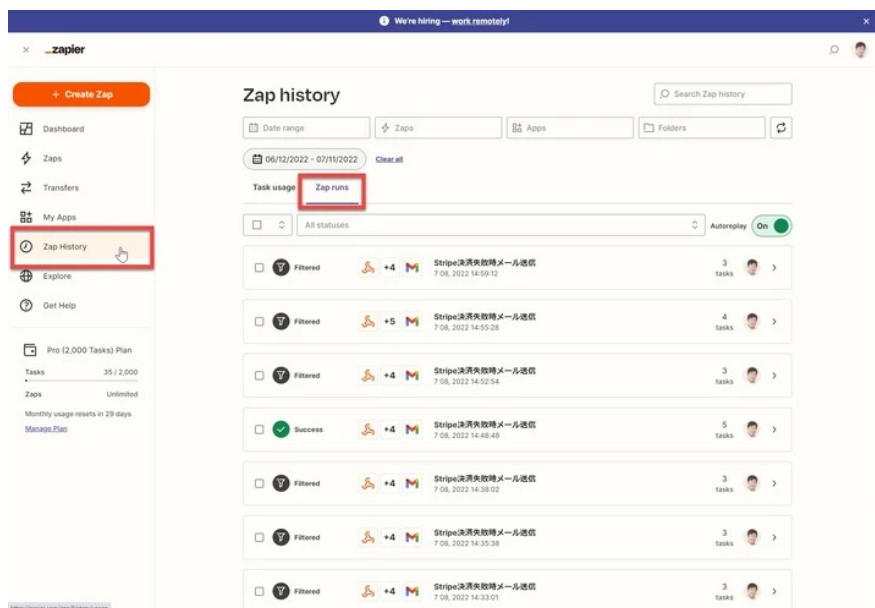 We're hiring — work remotely!
_zapier
+ Create Zap
Dashboard
Zaps
Transfers
My Apps
Zap History
Explore
Get Help
Pro (2,000 Tasks) Plan
Tasks 35 / 2,000
Zaps Unlimited
Monthly usage resets in 29 days
Manage Plan
Zap history
Search Zap history
Date range
Zaps
Apps
Folders
06/12/2022 - 07/11/2022
Clear all
Task usage
Zap runs
All statuses
Autoreplay On
Filtered +4 Stripe決済失敗時メール送信 3
7 08, 2022 14:59:12 tasks
Filtered +5 Stripe決済失敗時メール送信 4
7 08, 2022 14:55:28 tasks
Filtered +4 Stripe決済失敗時メール送信 3
7 08, 2022 14:52:54 tasks
Success +4 Stripe決済失敗時メール送信 5
7 08, 2022 14:48:48 tasks
Filtered +4 Stripe決済失敗時メール送信 3
7 08, 2022 14:38:02 tasks
Filtered +4 Stripe決済失敗時メール送信 3
7 08, 2022 14:35:38 tasks
Filtered +4 Stripe決済失敗時メール送信 3
7 08, 2022 14:33:01 tasks